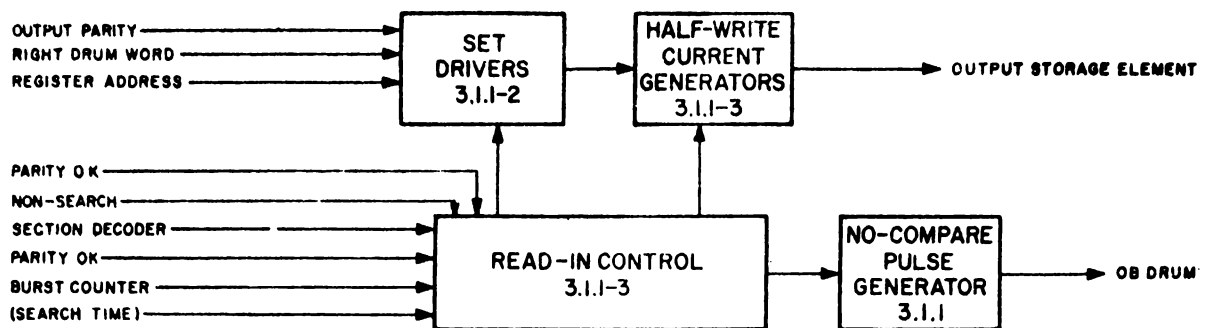 OUTPUT PARITY
RIGHT DRUM WORD
REGISTER ADDRESS
SET
DRIVERS
3.1.1-2
HALF-WRITE
CURRENT
GENERATORS
3.1.1-3
OUTPUT STORAGE ELEMENT
PARITY OK
NON-SEARCH
SECTION DECODER
PARITY OK
BURST COUNTER
(SEARCH TIME)
READ-IN CONTROL
3.1.1-3
NO-COMPARE
PULSE
GENERATOR
3.1.1
OB DRUM